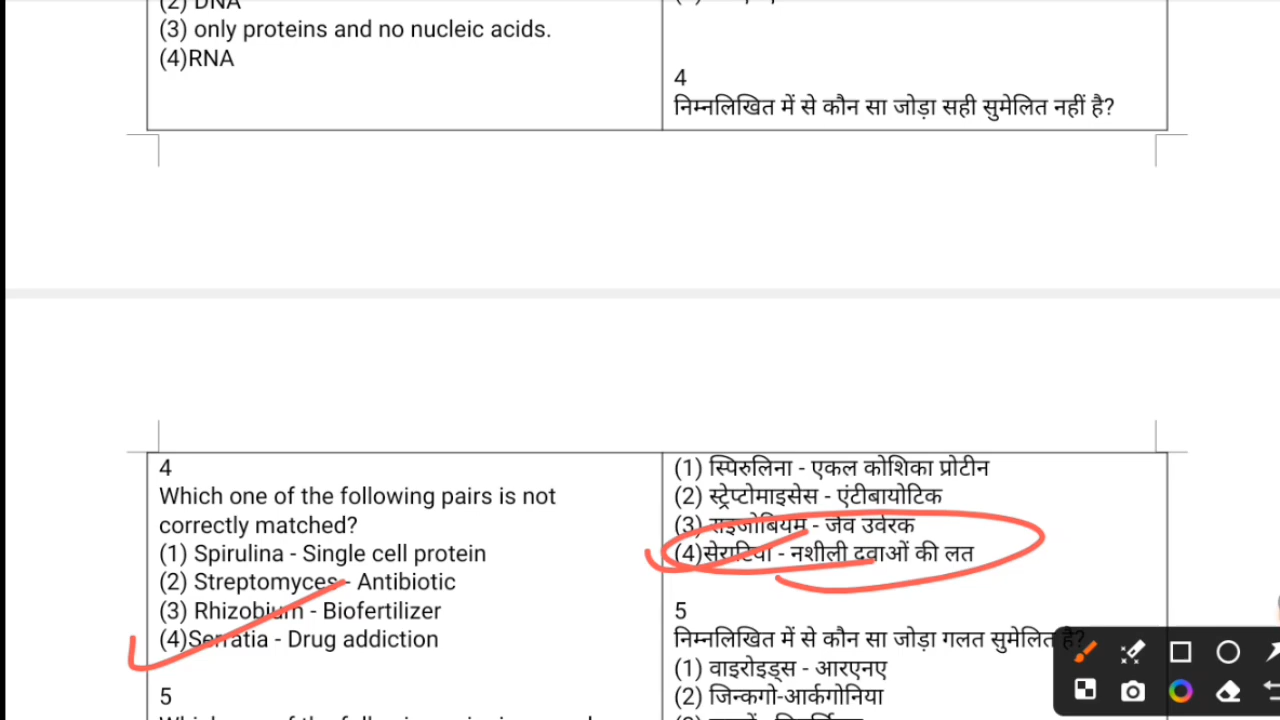 (2) DNA
(3) only proteins and no nucleic acids.
(4)RNA
4
निम्नलिखित में से कौन सा जोड़ा सही सुमेलित नहीं है?
4
Which one of the following pairs is not
correctly matched?
(1) Spirulina - Single cell protein
(2) Streptomyces - Antibiotic
(3) Rhizobium - Biofertilizer
(4)Serratia - Drug addiction
5
(1) स्पिरुलिना - एकल कोशिका प्रोटीन
(2) स्ट्रेप्टोमाइसेस - एंटीबायोटिक
(3) राइजोबियम - जैव उर्वरक
(4)सेराटिया - नशीली दवाओं की लत
5
निम्नलिखित में से कौन सा जोड़ा गलत सुमेलित है?
(1) वाइरोइड्स - आरएनए
(2) जिन्कगो-आर्कगोनिया